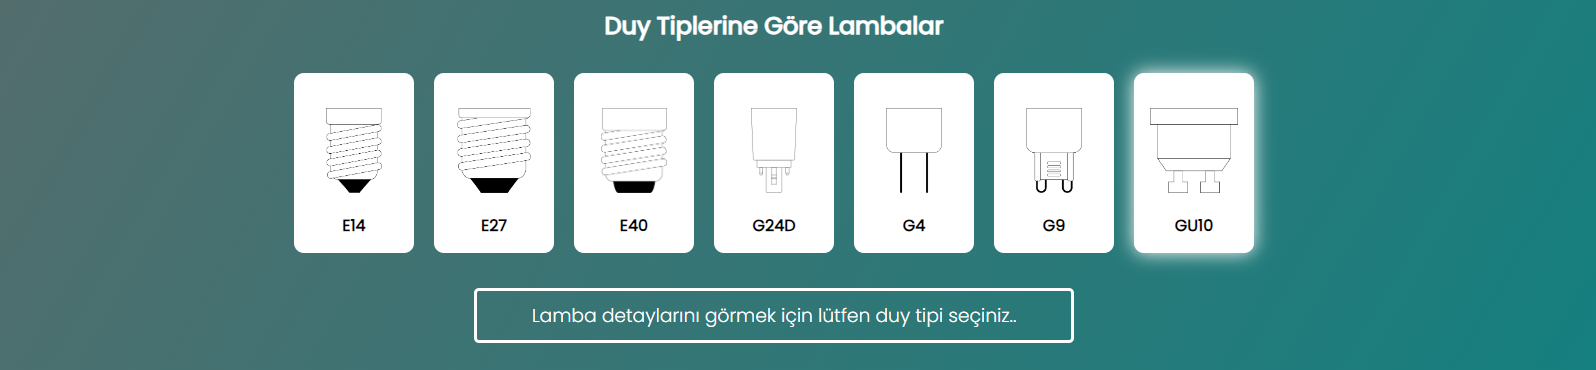 Duy Tiplerine Göre Lambalar
E14
E27
E40
G24D
G4
G9
GU10
Lamba detaylarını görmek için lütfen duy tipi seçiniz..